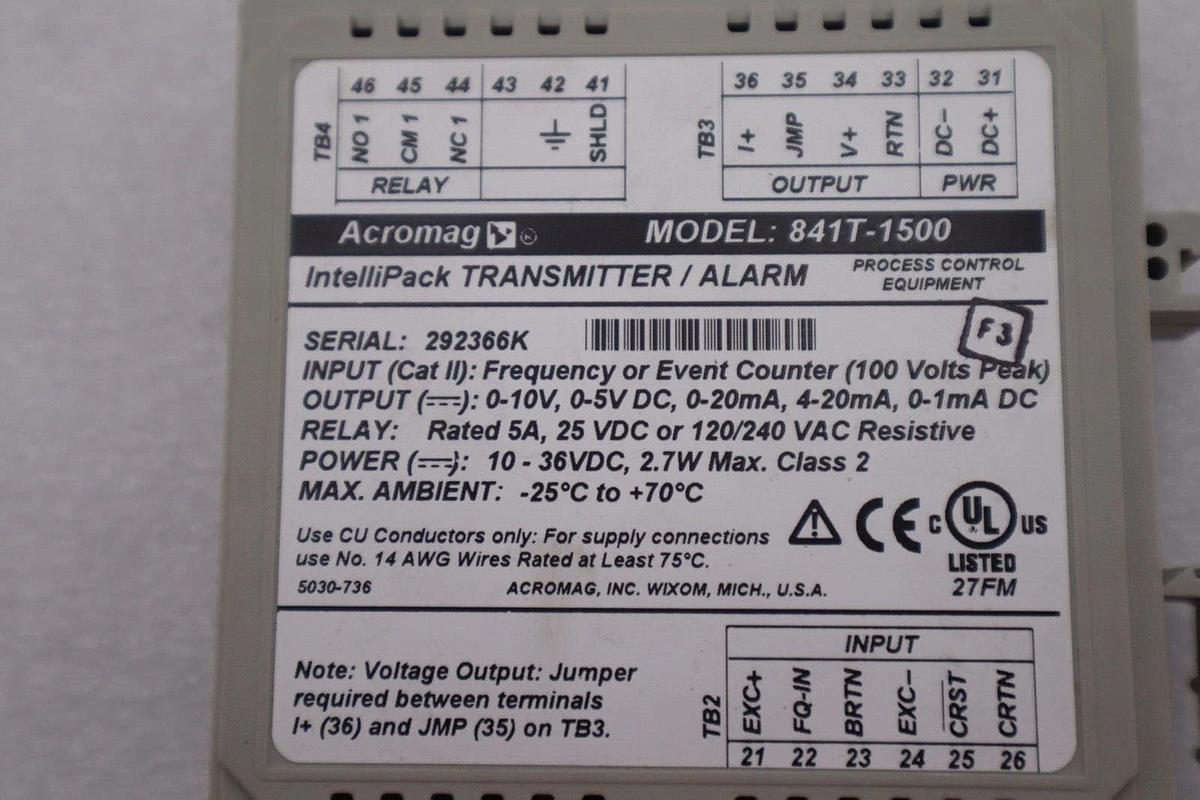 46 45 44 43 42 41
TB4 NO 1 CM 1 NC 1 SHLD
RELAY
36 35 34 33 32 31
TB3 I+ JMP V+ RTN DC− DC+
OUTPUT PWR
Acromag MODEL: 841T-1500
IntelliPack TRANSMITTER / ALARM
PROCESS CONTROL
EQUIPMENT
F3
SERIAL: 292366K
INPUT (Cat II): Frequency or Event Counter (100 Volts Peak)
OUTPUT (⎓): 0-10V, 0-5V DC, 0-20mA, 4-20mA, 0-1mA DC
RELAY: Rated 5A, 25 VDC or 120/240 VAC Resistive
POWER (⎓): 10 - 36VDC, 2.7W Max. Class 2
MAX. AMBIENT: -25°C to +70°C
Use CU Conductors only: For supply connections
use No. 14 AWG Wires Rated at Least 75°C.
CE
C UL US
LISTED
27FM
5030-736 ACROMAG, INC. WIXOM, MICH., U.S.A.
Note: Voltage Output: Jumper
required between terminals
I+ (36) and JMP (35) on TB3.
INPUT
TB2 EXC+ FQ-IN BRTN EXC− CRST CRTN
21 22 23 24 25 26